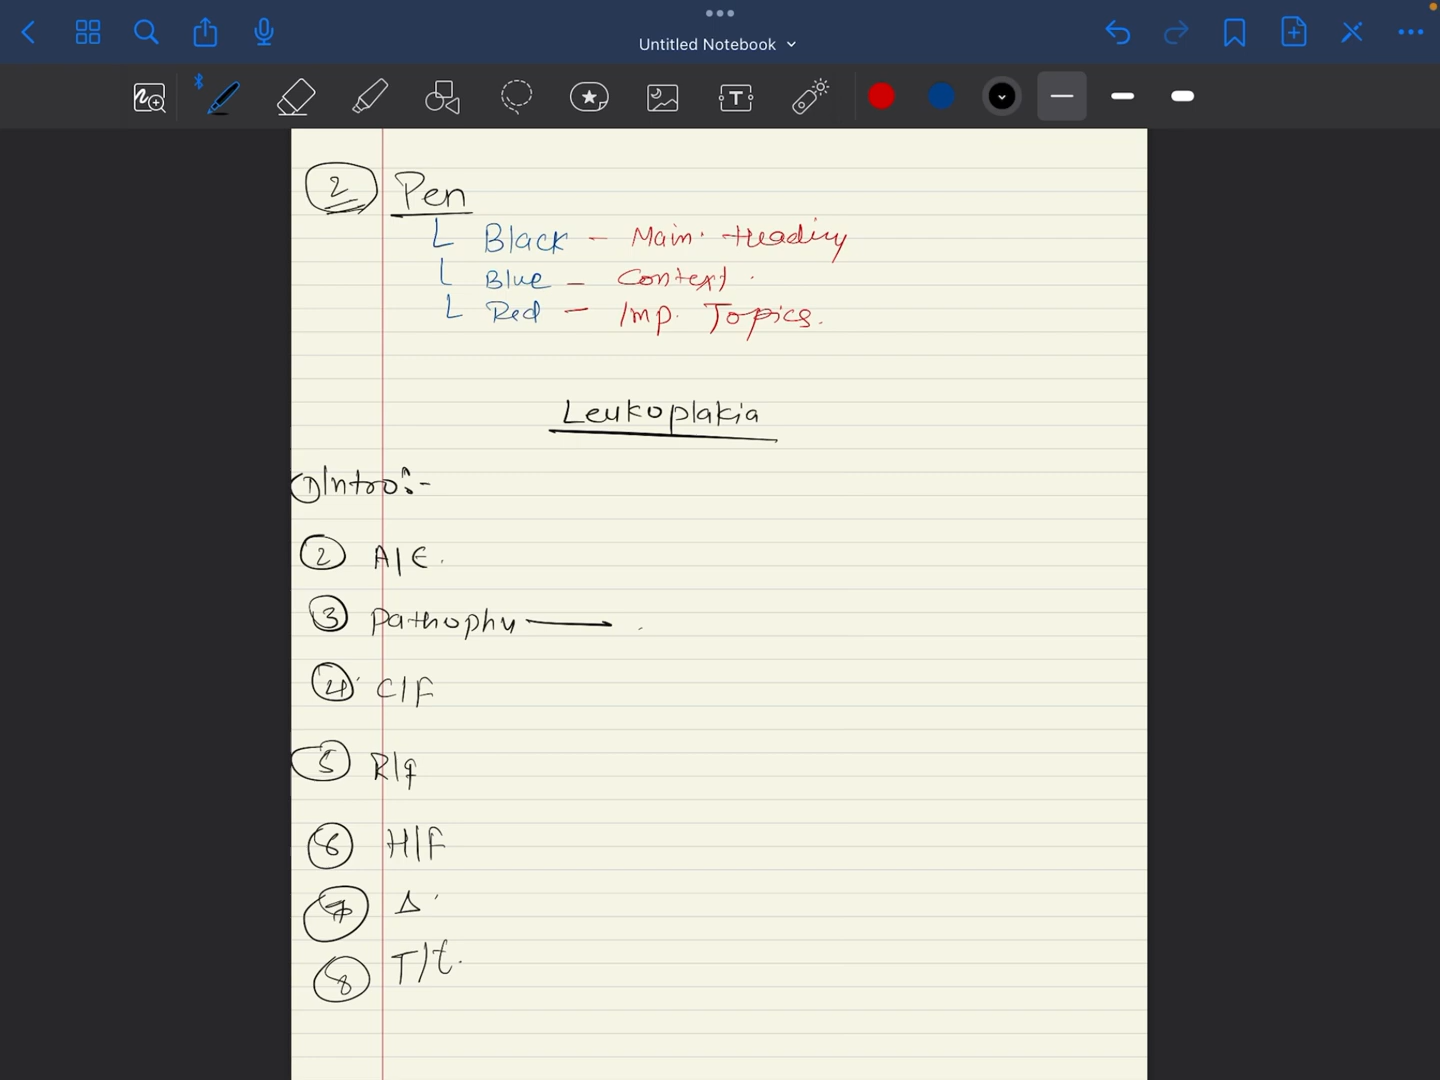 Untitled Notebook
2 Pen
Black - Main Heading
Blue - Context.
Red - Imp. Topics.
Leukoplakia
① Intro^:-
② A/E.
③ Pathophy →
④ C/F
⑤
⑥ H/F
⑦ Δ
⑧ T/t.